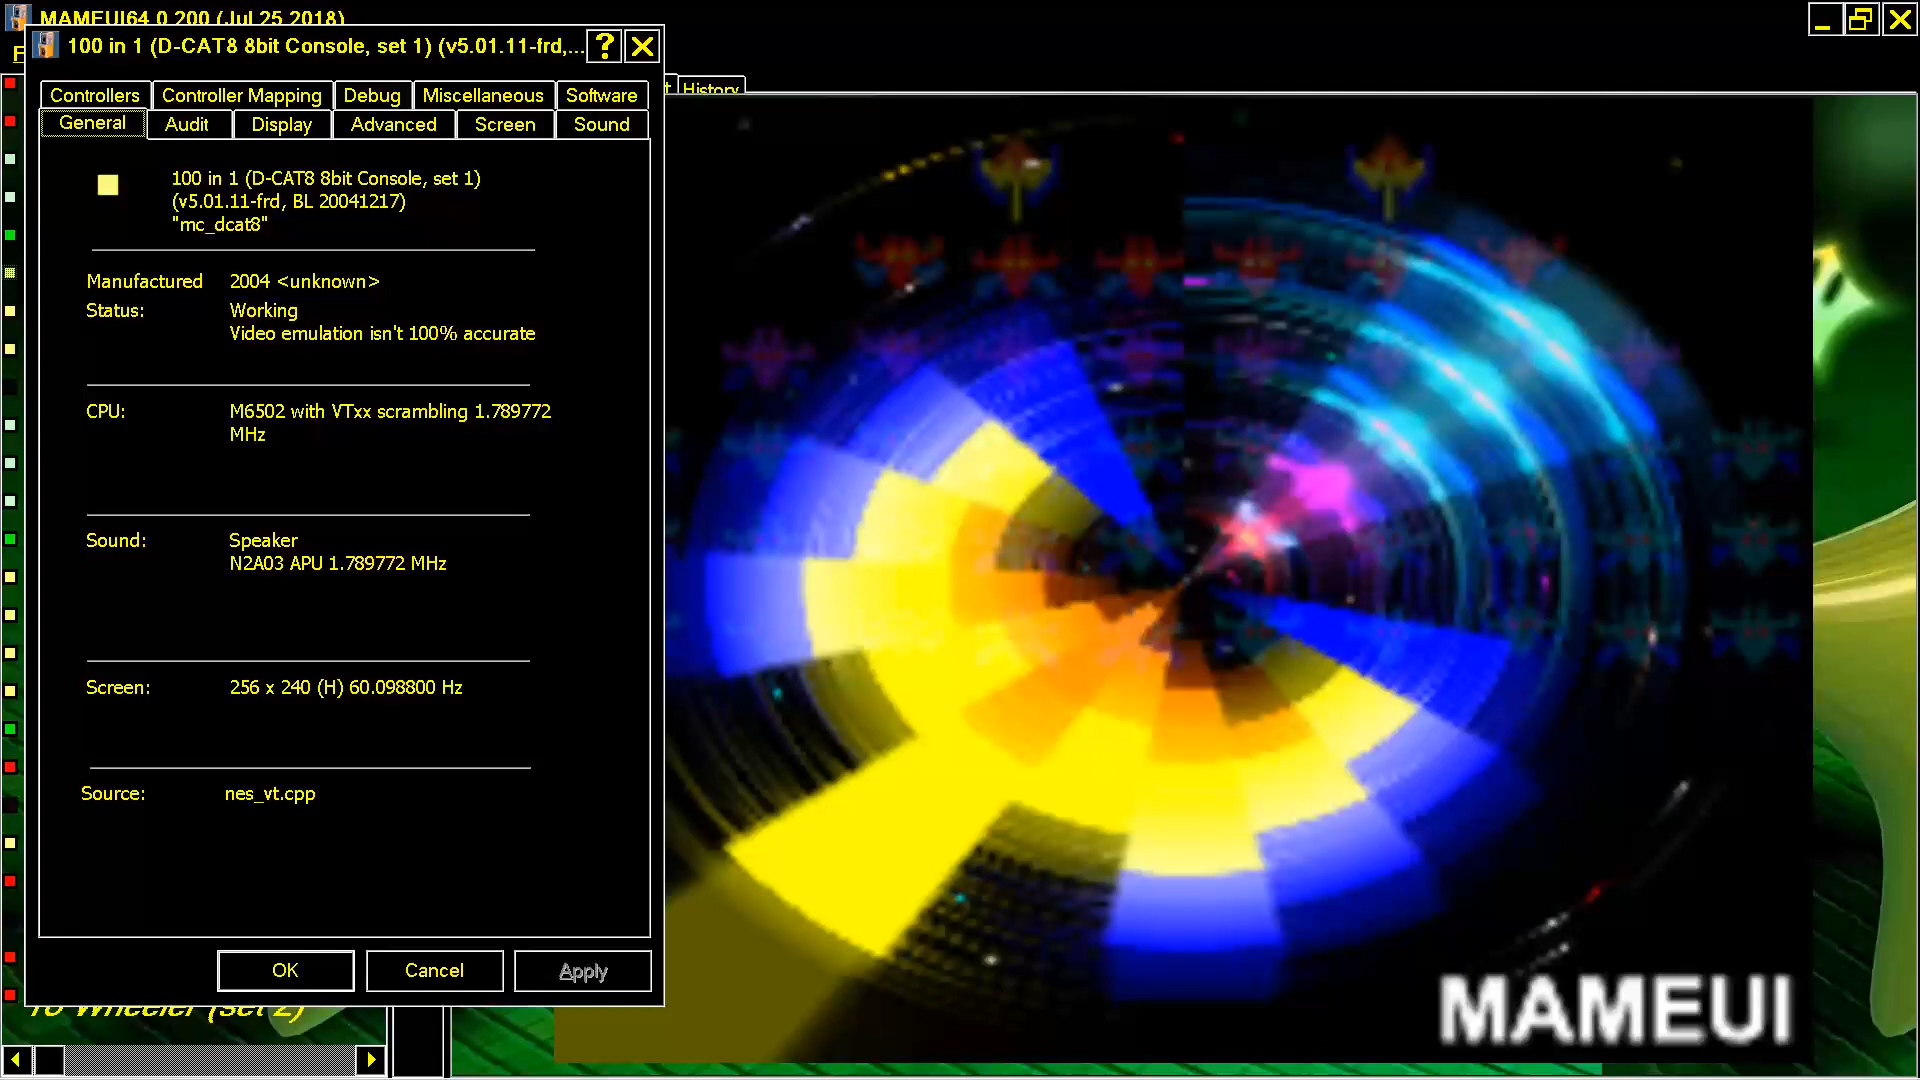 MAMEUI64 0.200 (Jul 25 2018)
100 in 1 (D-CAT8 8bit Console, set 1) (v5.01.11-frd,...
F
History
Controllers
Controller Mapping
Debug
Miscellaneous
Software
General
Audit
Display
Advanced
Screen
Sound
100 in 1 (D-CAT8 8bit Console, set 1)
(v5.01.11-frd, BL 20041217)
"mc_dcat8"
Manufactured 2004 <unknown>
Status: Working
Video emulation isn't 100% accurate
CPU: M6502 with VTxx scrambling 1.789772
MHz
Sound: Speaker
N2A03 APU 1.789772 MHz
Screen: 256 x 240 (H) 60.098800 Hz
Source: nes_vt.cpp
OK
Cancel
Apply
Wheeler (set 2)
MAMEUI